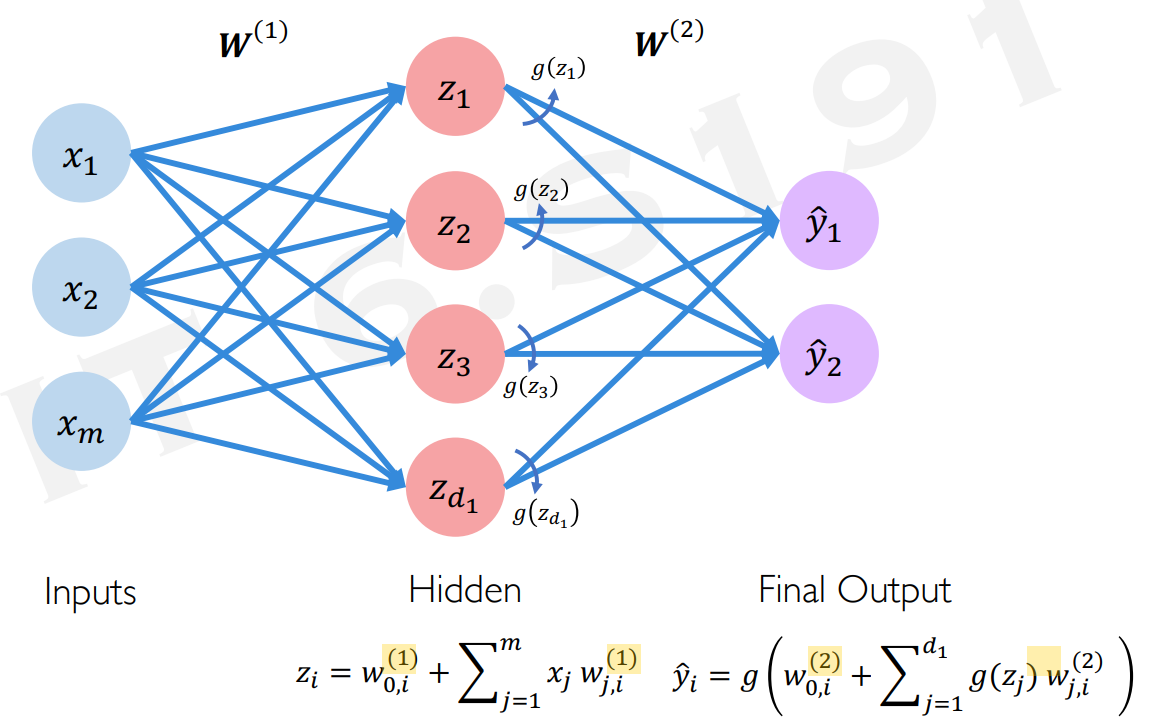 W^(1)
W^(2)
g(z_1)
z_1
x_1
g(z_2)
z_2
ŷ_1
x_2
z_3
ŷ_2
g(z_3)
x_m
z_{d_1}
g(z_{d_1})
Inputs
Hidden
Final Output
z_i = w_{0,i}^{(1)} + ∑_{j=1}^{m} x_j w_{j,i}^{(1)}
ŷ_i = g ( w_{0,i}^{(2)} + ∑_{j=1}^{d_1} g(z_j) w_{j,i}^{(2)} )
6.S191